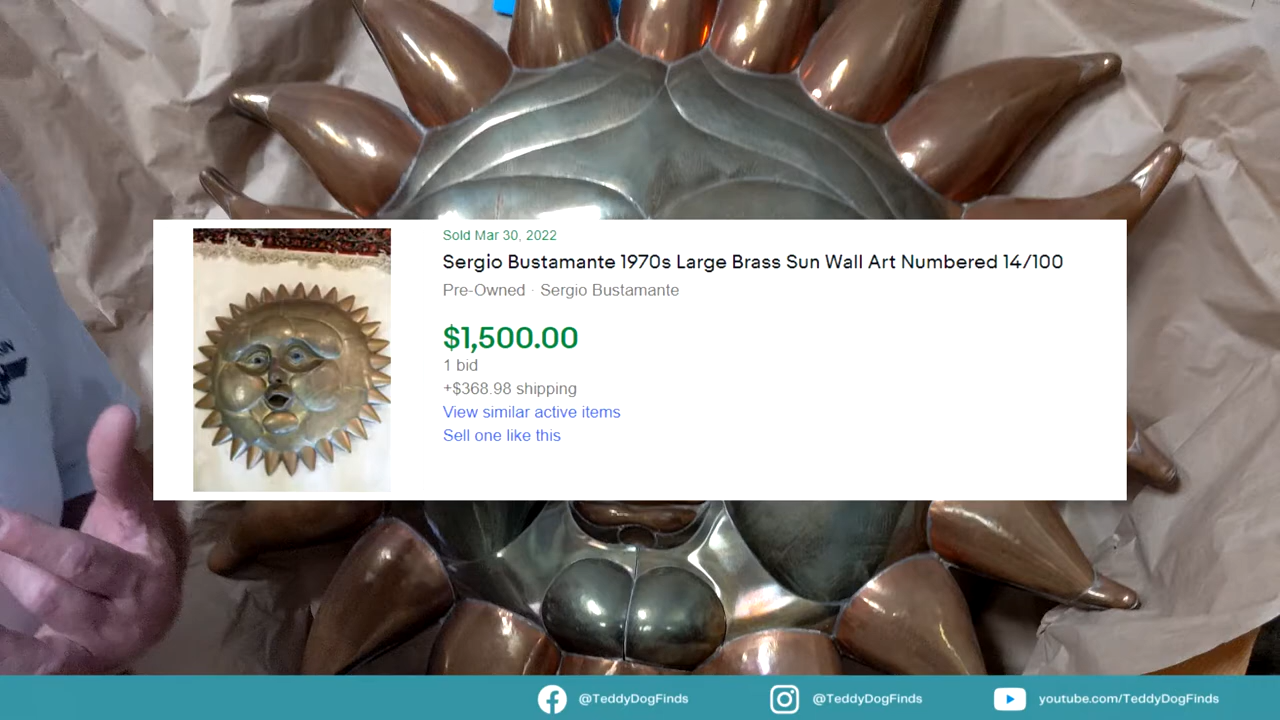 Sold Mar 30, 2022
Sergio Bustamante 1970s Large Brass Sun Wall Art Numbered 14/100
Pre-Owned · Sergio Bustamante
$1,500.00
1 bid
+$368.98 shipping
View similar active items
Sell one like this
@TeddyDogFinds
@TeddyDogFinds
youtube.com/TeddyDogFinds